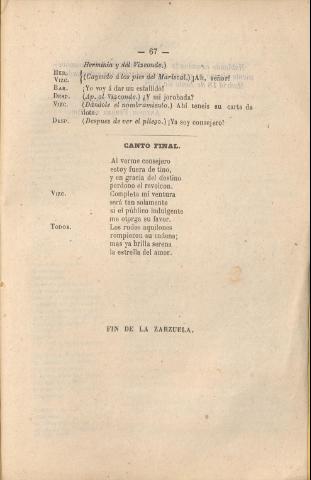 — 67 —
Herminia y del Vizconde.)
HER.
VIZC. {(Cayendo á los piés del Mariscal.) ¡Ah, señor!
BAR. ¡Yo voy á dar un estallido!
DESP. (Ap. al Vizconde.) ¿Y mi jorobada?
VIZC. (Dándole el nombramiento.) Ahí teneis su carta de
dote.
DESP. (Despues de ver el pliego.) ¡Ya soy consejero!
CANTO FINAL.
Al verme consejero
estoy fuera de tino,
y en gracia del destino
perdono el revolcon.
VIZC. Completa mi ventura
será tan solamente
si el público indulgente
me otorga su favor.
TODOS. Los rudos aquilones
rompieron su cadena;
mas ya brilla serena
la estrella del amor.
FIN DE LA ZARZUELA.